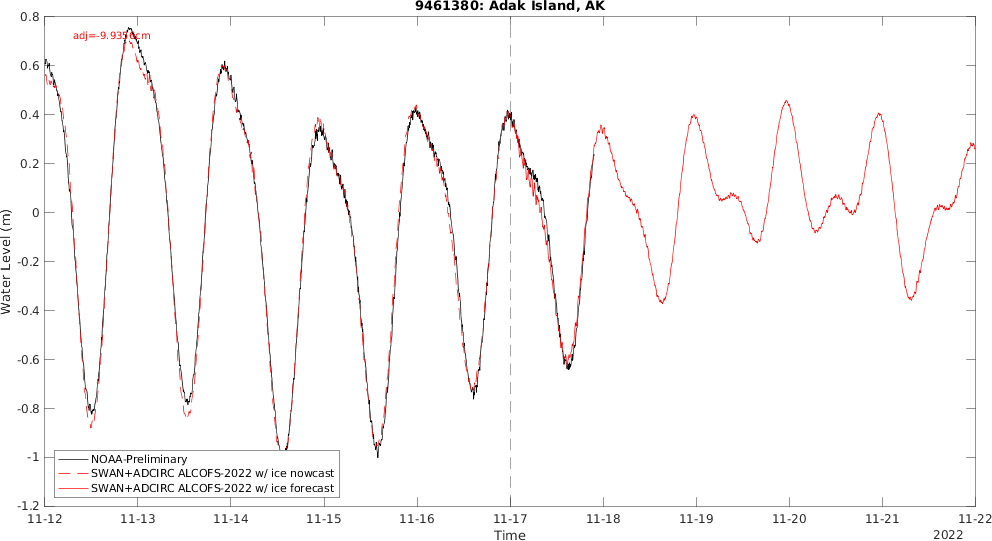 9461380: Adak Island, AK
adj=-9.9356cm
Water Level (m)
0.8
0.6
0.4
0.2
0
-0.2
-0.4
-0.6
-0.8
-1
-1.2
NOAA-Preliminary
SWAN+ADCIRC ALCOFS-2022 w/ ice nowcast
SWAN+ADCIRC ALCOFS-2022 w/ ice forecast
11-12 11-13 11-14 11-15 11-16 11-17 11-18 11-19 11-20 11-21 11-22
Time
2022